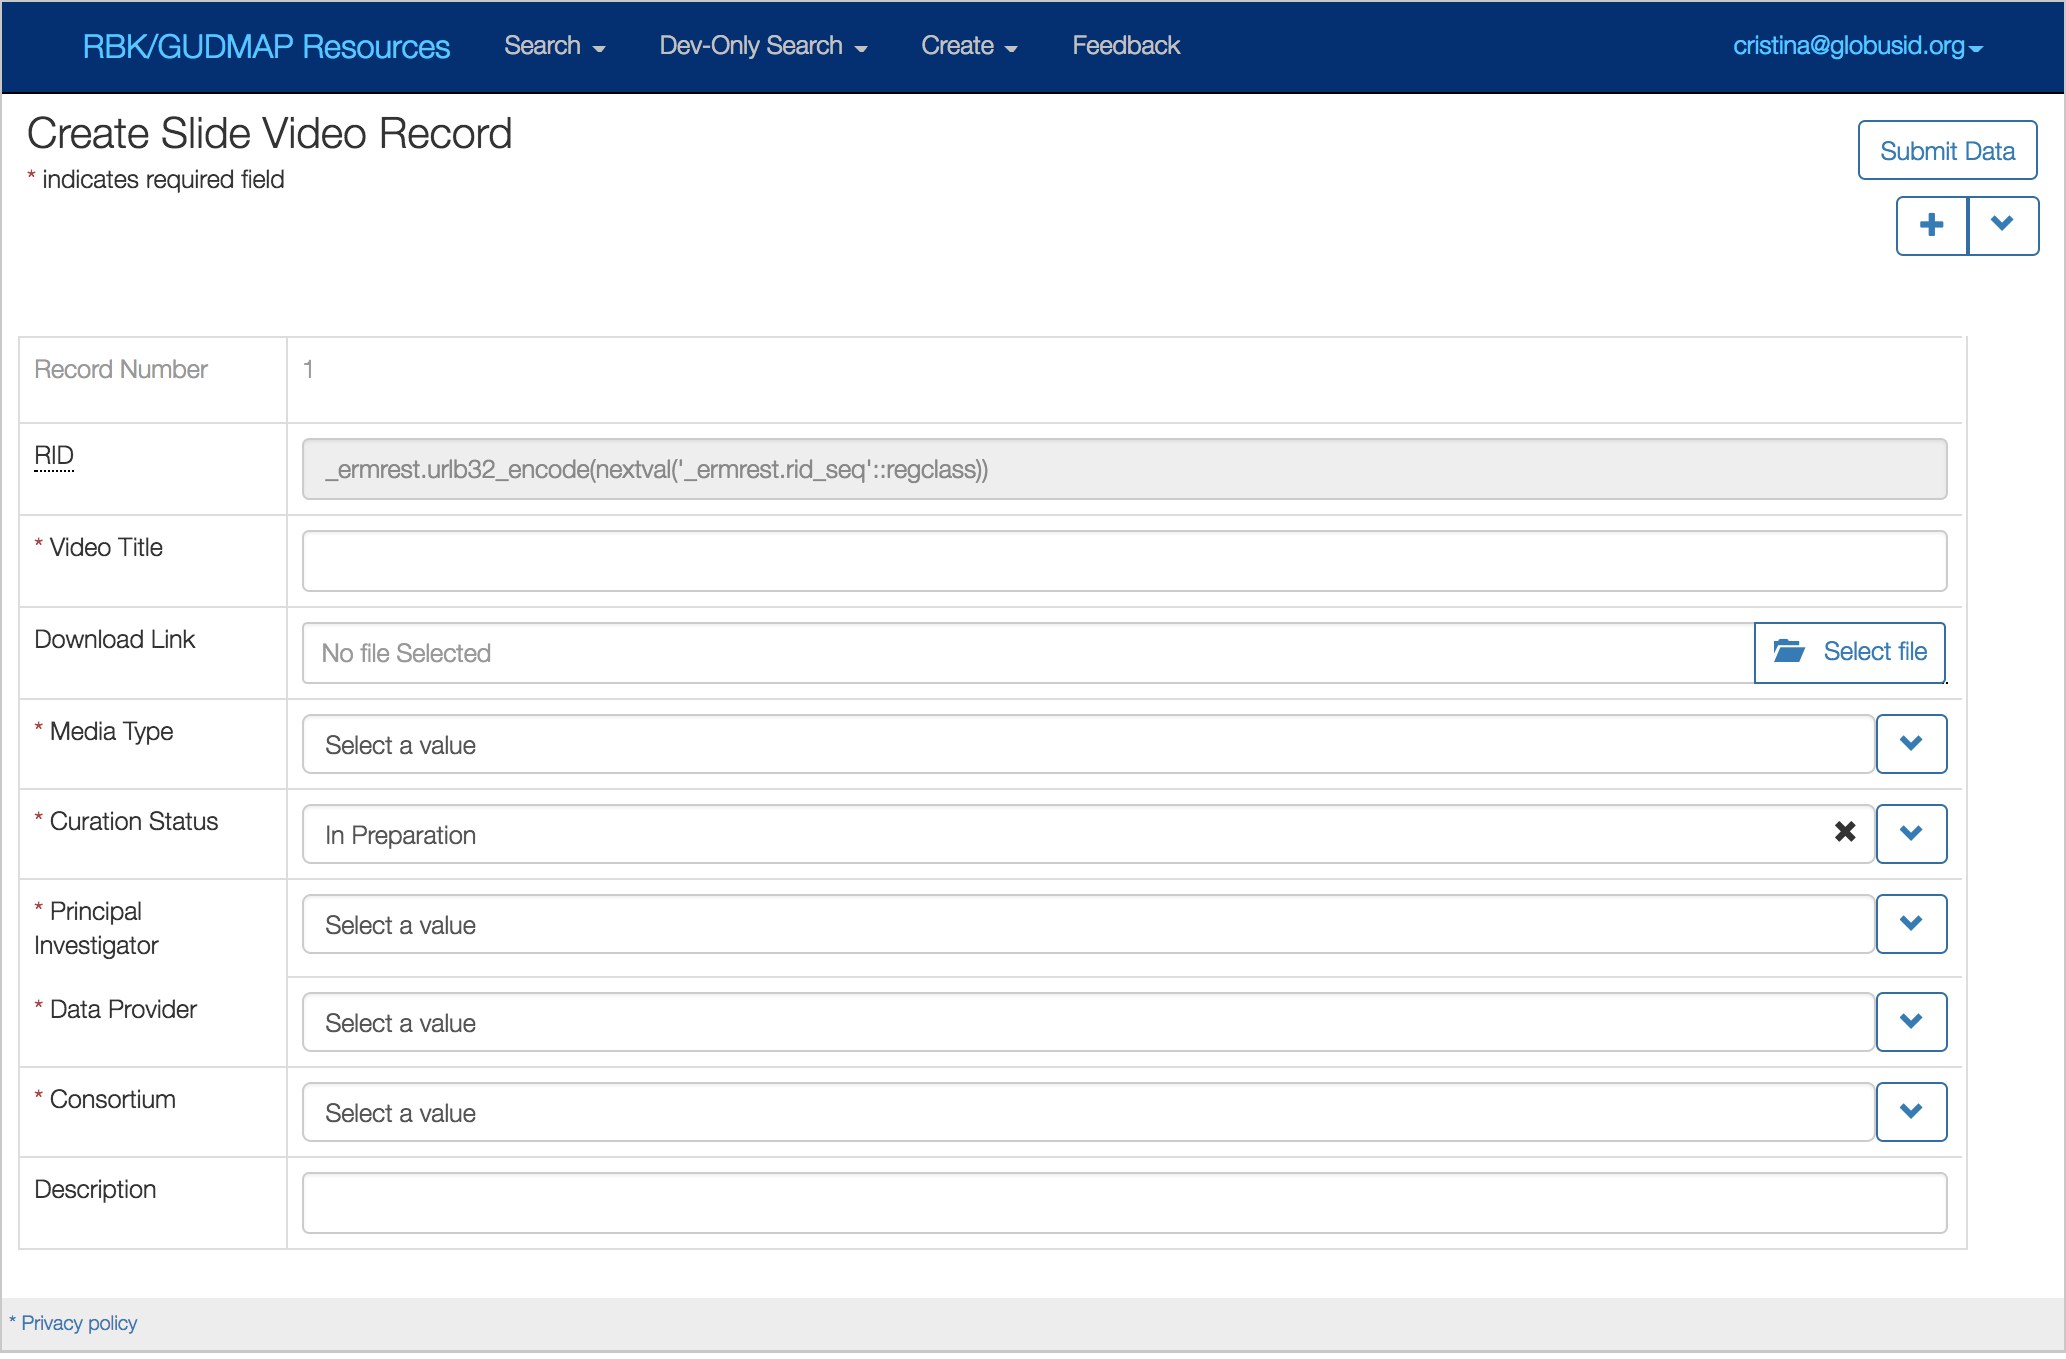 RBK/GUDMAP Resources Search Dev-Only Search Create Feedback cristina@globusid.org
Create Slide Video Record
* indicates required field
Submit Data
Record Number 1
RID _ermrest.urlb32_encode(nextval('_ermrest.rid_seq'::regclass))
* Video Title
Download Link No file Selected Select file
* Media Type Select a value
* Curation Status In Preparation
* Principal
Investigator
Select a value
* Data Provider Select a value
* Consortium Select a value
Description
* Privacy policy